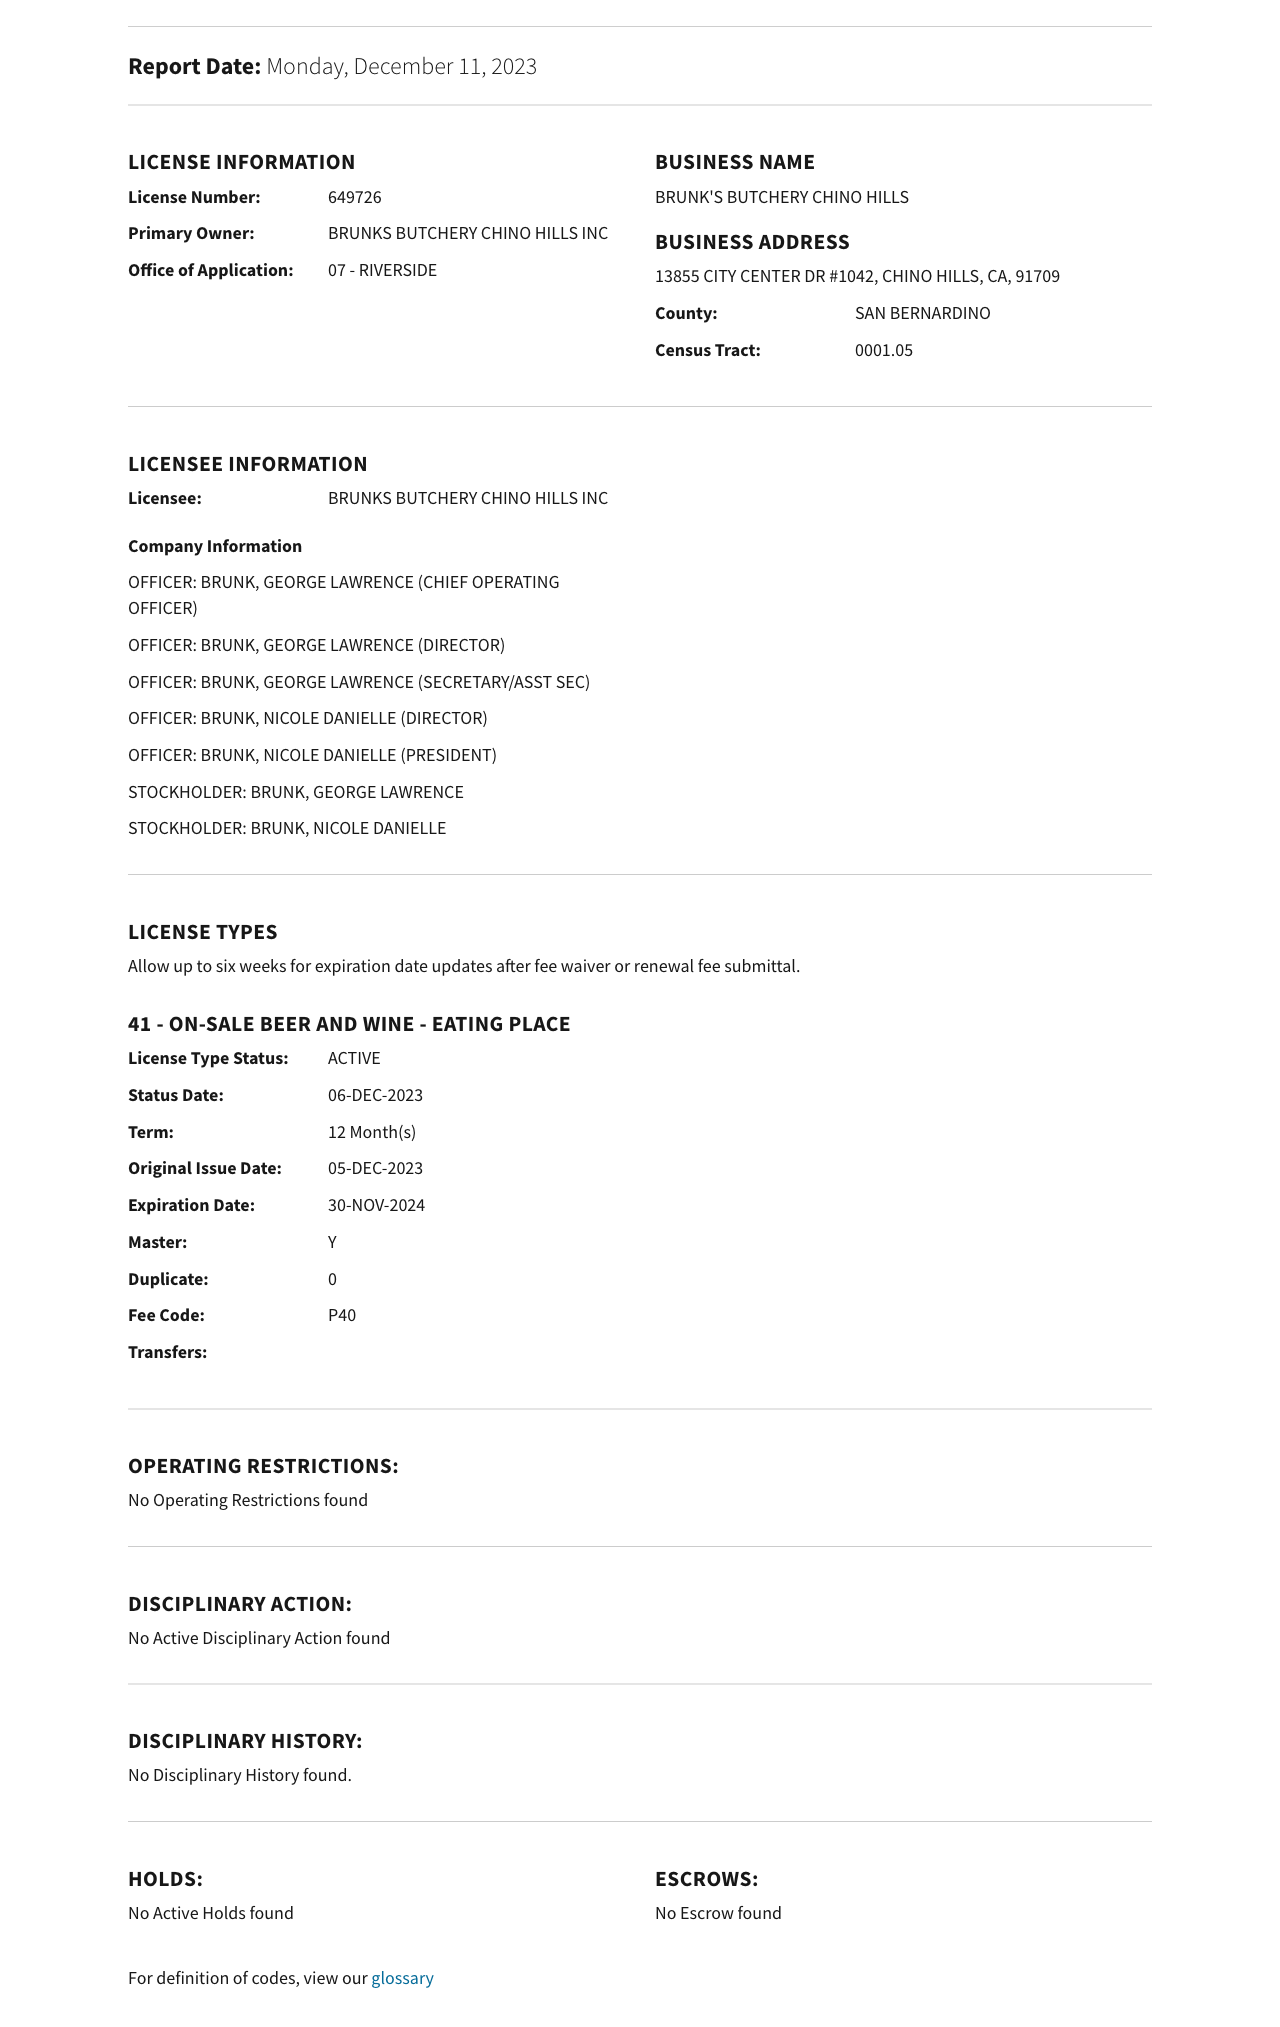 Report Date: Monday, December 11, 2023
LICENSE INFORMATION
License Number: 649726
Primary Owner: BRUNKS BUTCHERY CHINO HILLS INC
Office of Application: 07 - RIVERSIDE
BUSINESS NAME
BRUNK'S BUTCHERY CHINO HILLS
BUSINESS ADDRESS
13855 CITY CENTER DR #1042, CHINO HILLS, CA, 91709
County: SAN BERNARDINO
Census Tract: 0001.05
LICENSEE INFORMATION
Licensee: BRUNKS BUTCHERY CHINO HILLS INC
Company Information
OFFICER: BRUNK, GEORGE LAWRENCE (CHIEF OPERATING
OFFICER)
OFFICER: BRUNK, GEORGE LAWRENCE (DIRECTOR)
OFFICER: BRUNK, GEORGE LAWRENCE (SECRETARY/ASST SEC)
OFFICER: BRUNK, NICOLE DANIELLE (DIRECTOR)
OFFICER: BRUNK, NICOLE DANIELLE (PRESIDENT)
STOCKHOLDER: BRUNK, GEORGE LAWRENCE
STOCKHOLDER: BRUNK, NICOLE DANIELLE
LICENSE TYPES
Allow up to six weeks for expiration date updates after fee waiver or renewal fee submittal.
41 - ON-SALE BEER AND WINE - EATING PLACE
License Type Status: ACTIVE
Status Date: 06-DEC-2023
Term: 12 Month(s)
Original Issue Date: 05-DEC-2023
Expiration Date: 30-NOV-2024
Master: Y
Duplicate: 0
Fee Code: P40
Transfers:
OPERATING RESTRICTIONS:
No Operating Restrictions found
DISCIPLINARY ACTION:
No Active Disciplinary Action found
DISCIPLINARY HISTORY:
No Disciplinary History found.
HOLDS:
No Active Holds found
ESCROWS:
No Escrow found
For definition of codes, view our glossary